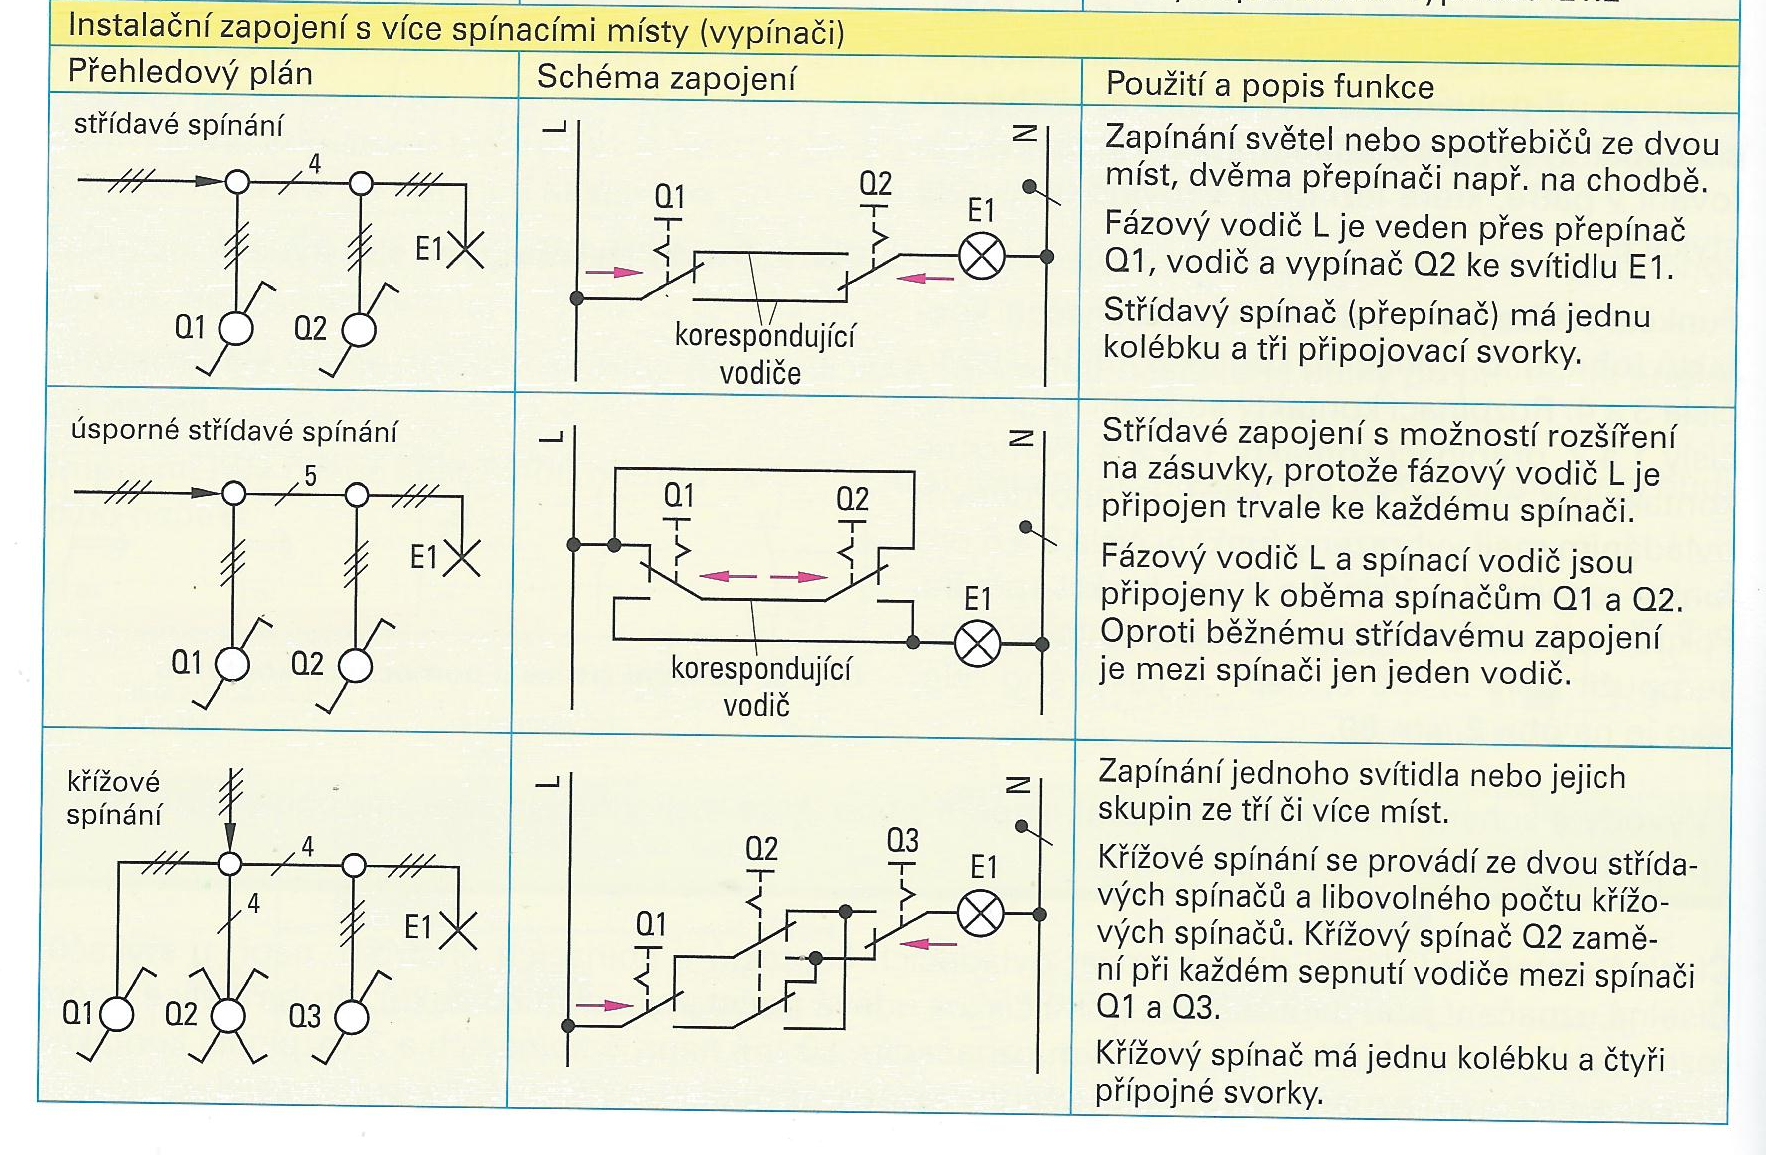 Instalační zapojení s více spínacími místy (vypínači)
Přehledový plán
Schéma zapojení
Použití a popis funkce
střídavé spínání
4
E1
Q1
Q2
L
N
Q1
Q2
E1
korespondující
vodiče
Zapínání světel nebo spotřebičů ze dvou
míst, dvěma přepínači např. na chodbě.
Fázový vodič L je veden přes přepínač
Q1, vodič a vypínač Q2 ke svítidlu E1.
Střídavý spínač (přepínač) má jednu
kolébku a tři připojovací svorky.
úsporné střídavé spínání
5
E1
Q1
Q2
L
N
Q1
Q2
E1
korespondující
vodič
Střídavé zapojení s možností rozšíření
na zásuvky, protože fázový vodič L je
připojen trvale ke každému spínači.
Fázový vodič L a spínací vodič jsou
připojeny k oběma spínačům Q1 a Q2.
Oproti běžnému střídavému zapojení
je mezi spínači jen jeden vodič.
křížové
spínání
4
4
E1
Q1
Q2
Q3
L
N
Q1
Q2
Q3
E1
Zapínání jednoho svítidla nebo jejich
skupin ze tří či více míst.
Křížové spínání se provádí ze dvou střída-
vých spínačů a libovolného počtu křížo-
vých spínačů. Křížový spínač Q2 zamě-
ní při každém sepnutí vodiče mezi spínači
Q1 a Q3.
Křížový spínač má jednu kolébku a čtyři
přípojné svorky.